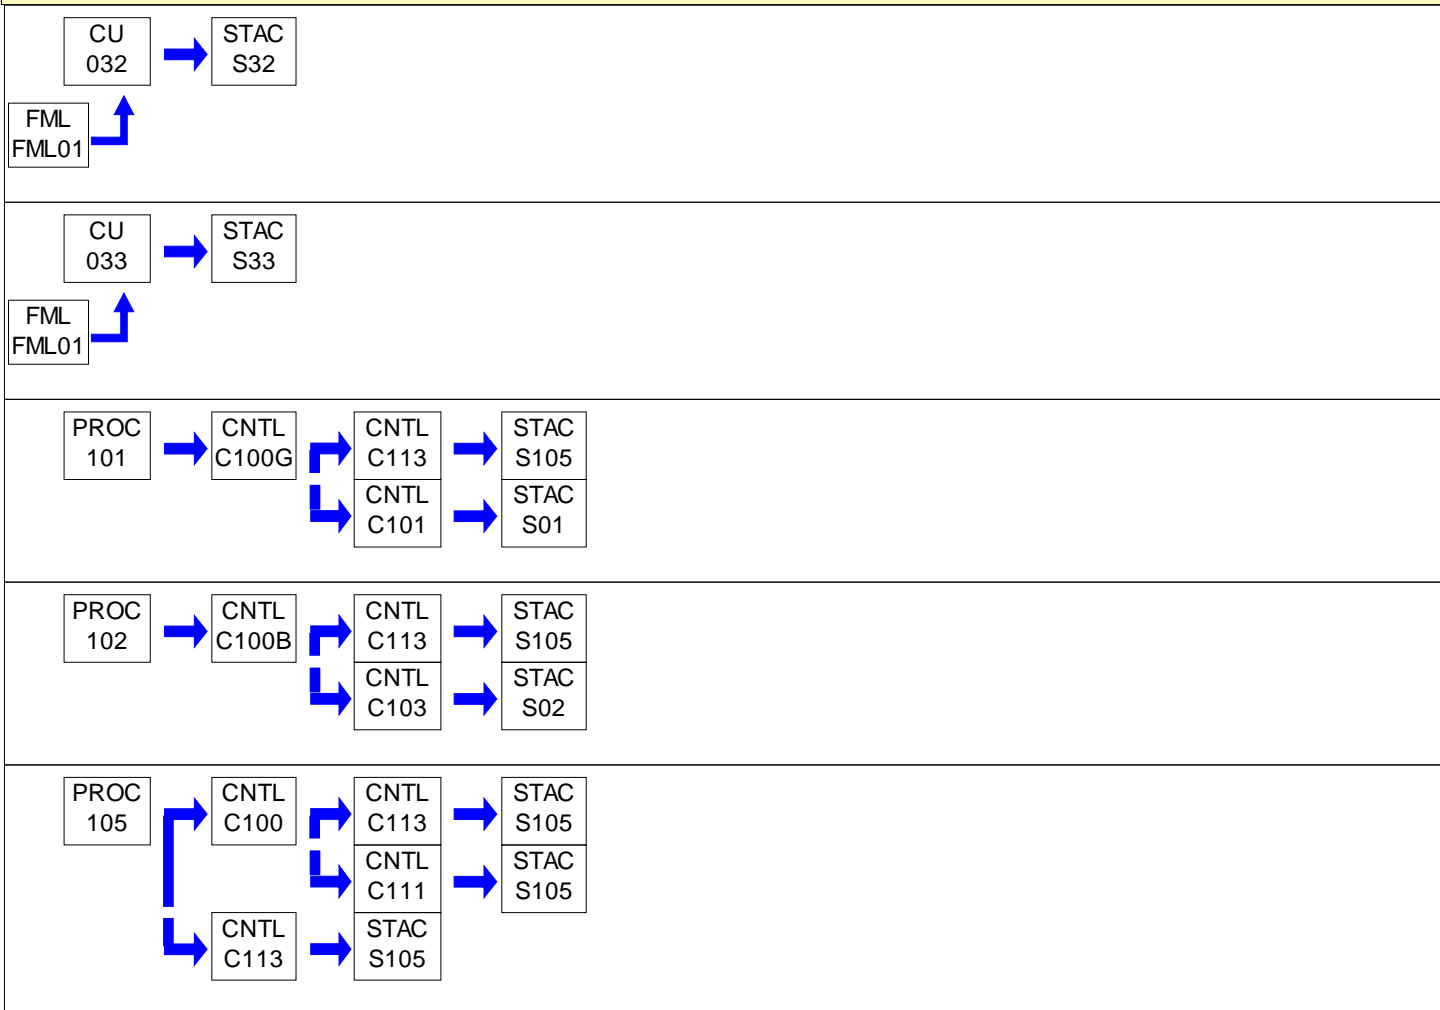 CU
032
STAC
S32
FML
FML01
CU
033
STAC
S33
FML
FML01
PROC
101
CNTL
C100G
CNTL
C113
STAC
S105
CNTL
C101
STAC
S01
PROC
102
CNTL
C100B
CNTL
C113
STAC
S105
CNTL
C103
STAC
S02
PROC
105
CNTL
C100
CNTL
C113
STAC
S105
CNTL
C111
STAC
S105
CNTL
C113
STAC
S105